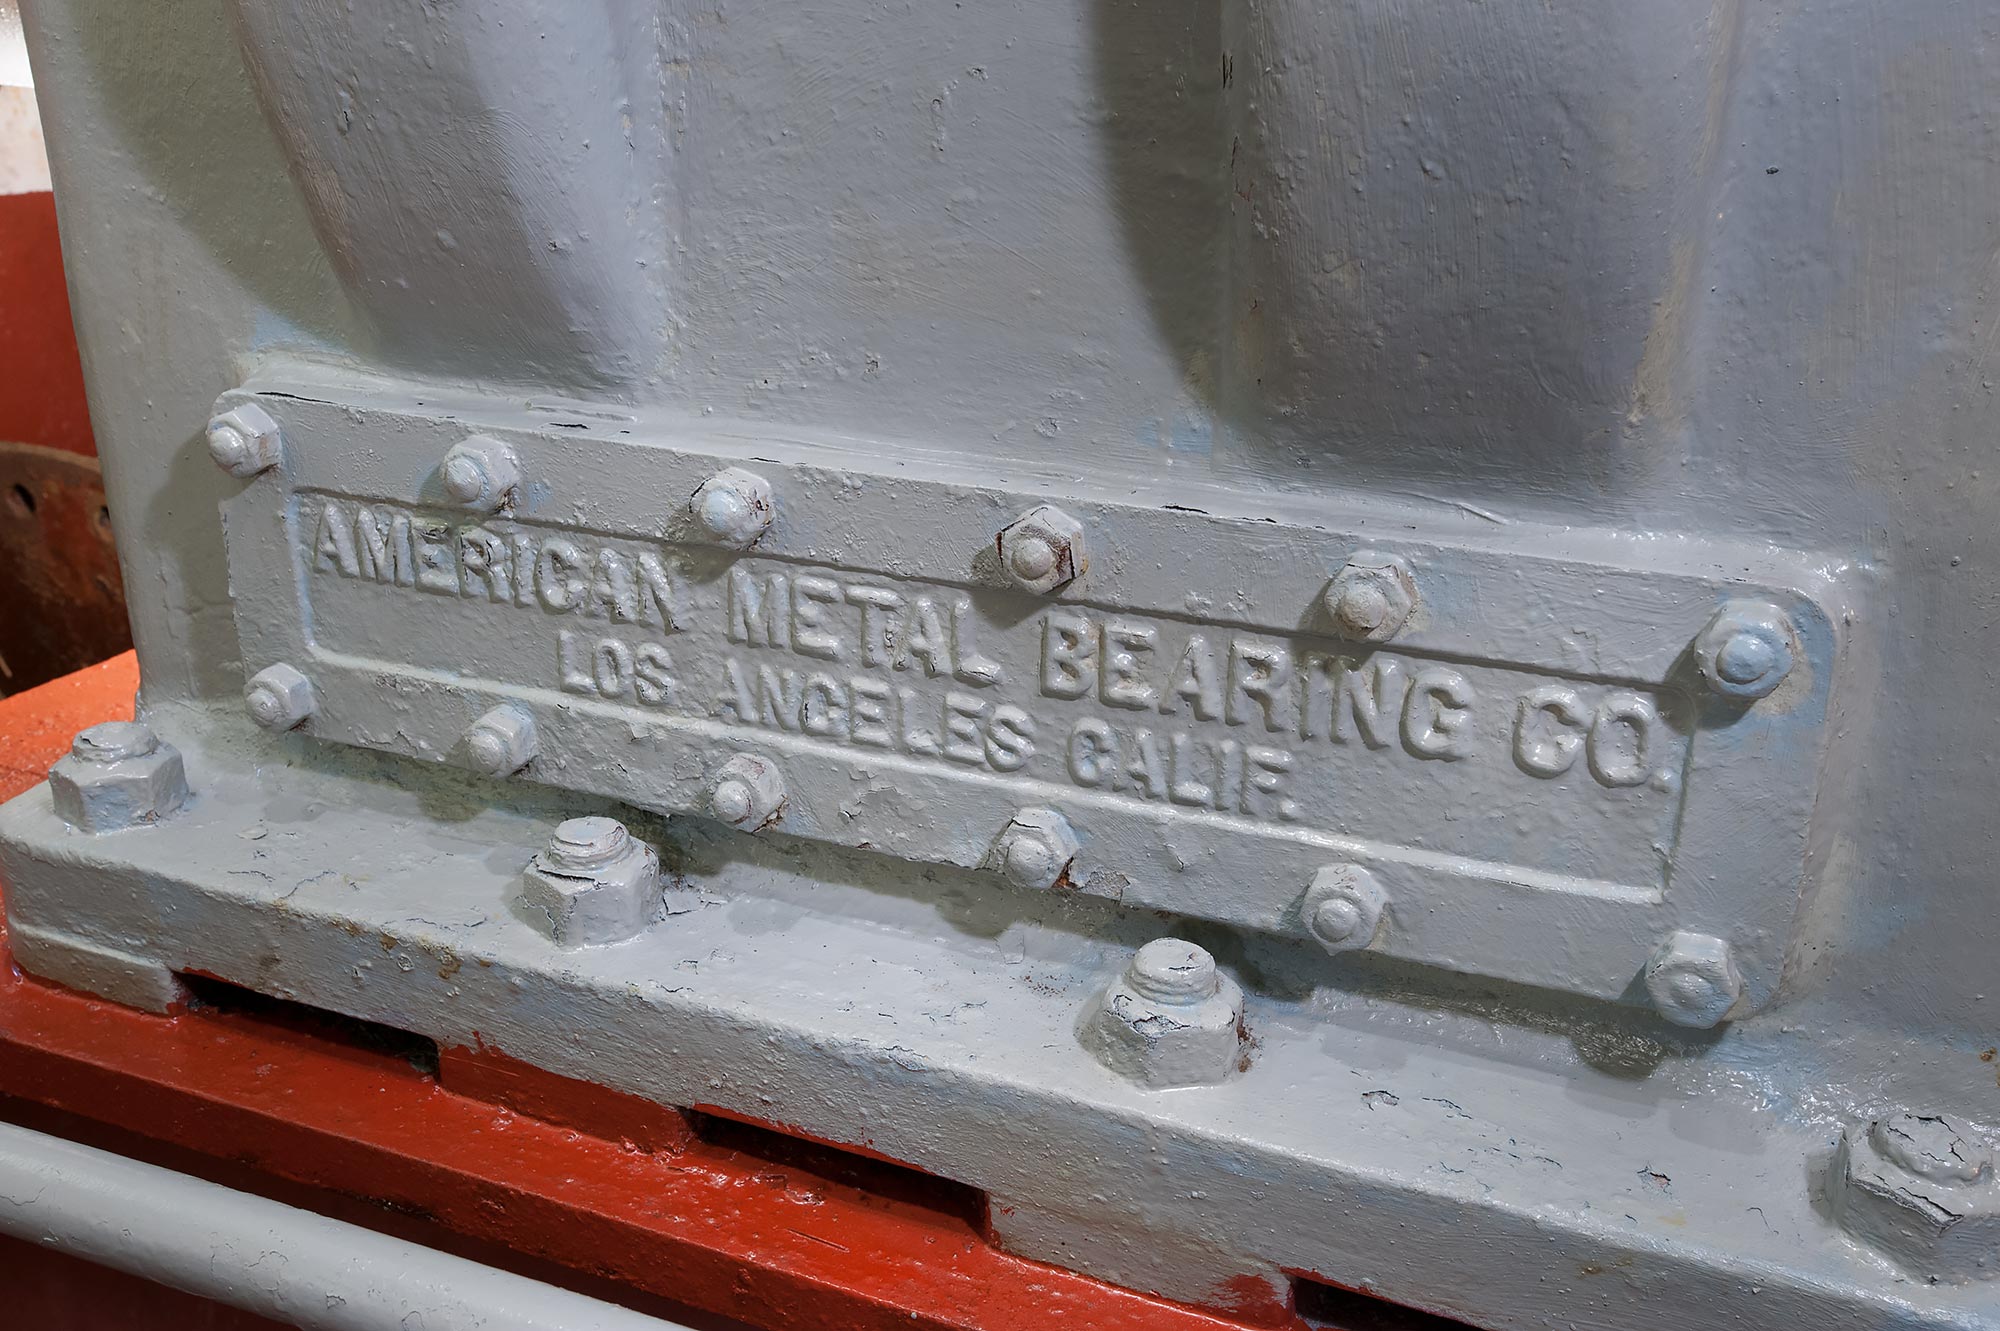 AMERICAN METAL BEARING CO.
LOS ANGELES CALIF.